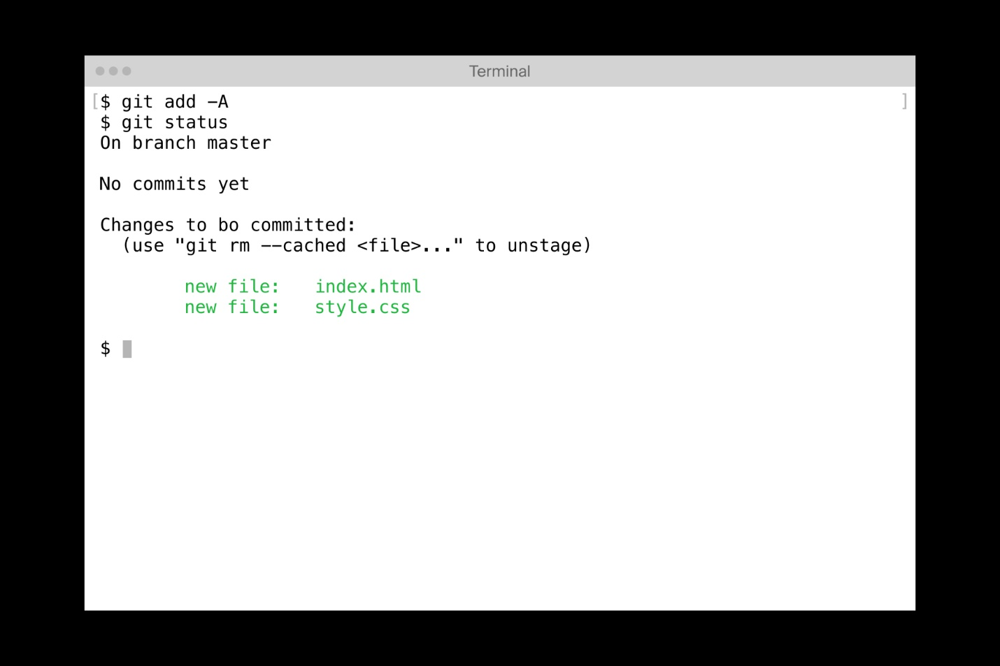 Terminal
[$ git add -A ]
$ git status
On branch master
No commits yet
Changes to bo committed:
(use "git rm --cached <file>..." to unstage)
new file: index.html
new file: style.css
$